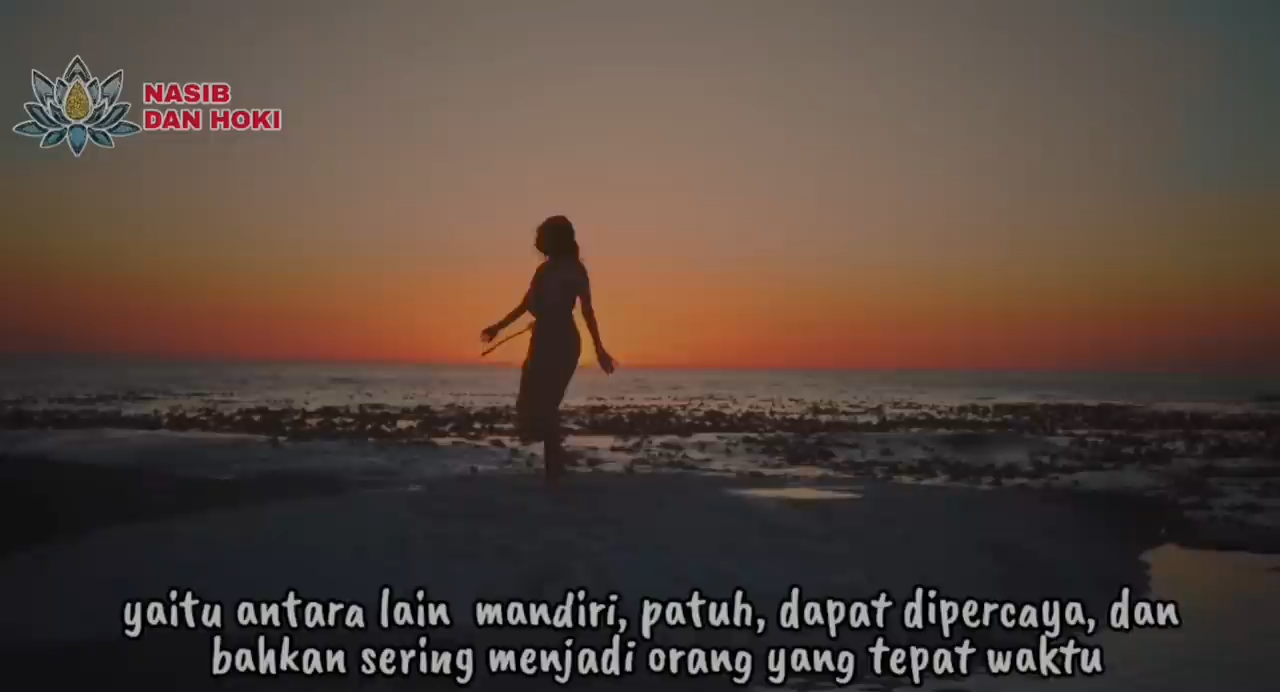 NASIB
DAN HOKI
yaitu antara lain mandiri, patuh, dapat dipercaya, dan
bahkan sering menjadi orang yang tepat waktu